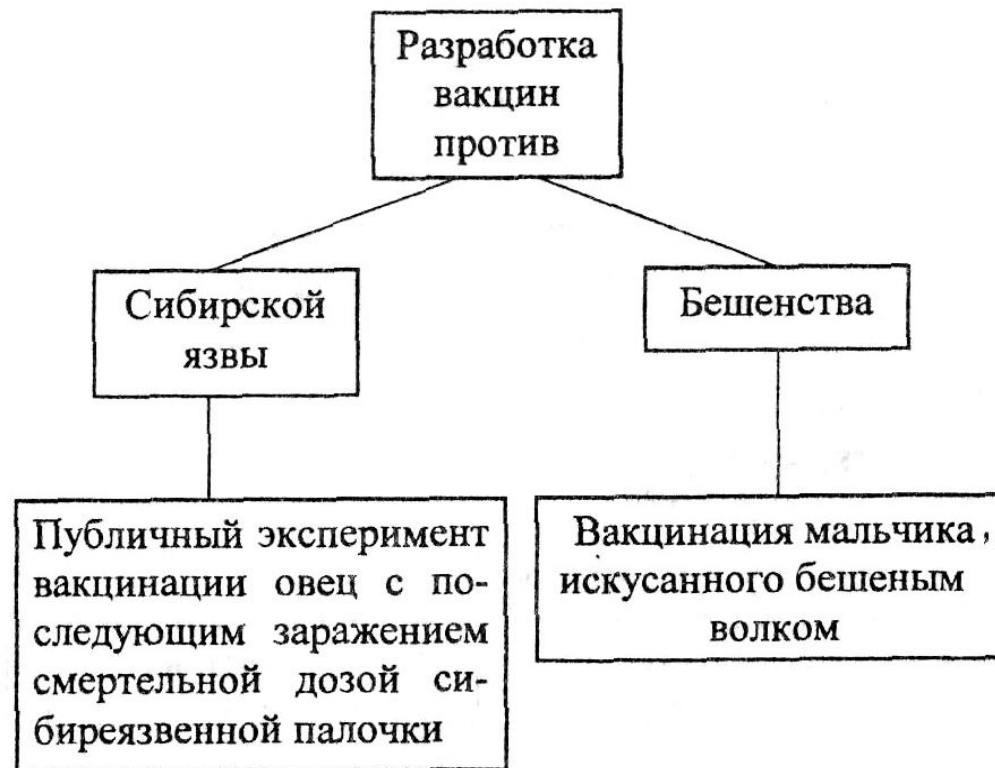 Разработка
вакцин
против
Сибирской
язвы
Бешенства
Публичный эксперимент
вакцинации овец с по-
следующим заражением
смертельной дозой си-
биреязвенной палочки
Вакцинация мальчика,
искусанного бешеным
волком